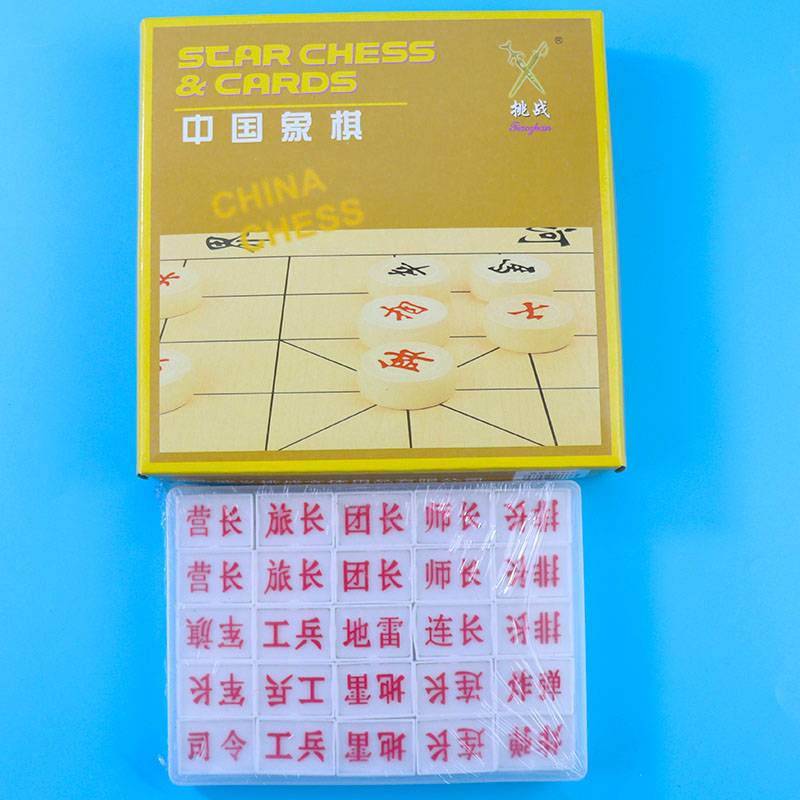 STAR CHESS
& CARDS
®
中国象棋
挑战
Tiaozhan
CHINA
CHESS
河
营长 旅长 团长 师长 排长
营长 旅长 团长 师长 排长
军旗 工兵 地雷 连长 排长
军长 工兵 地雷 连长 炸弹
司令 工兵 地雷 连长 炸弹